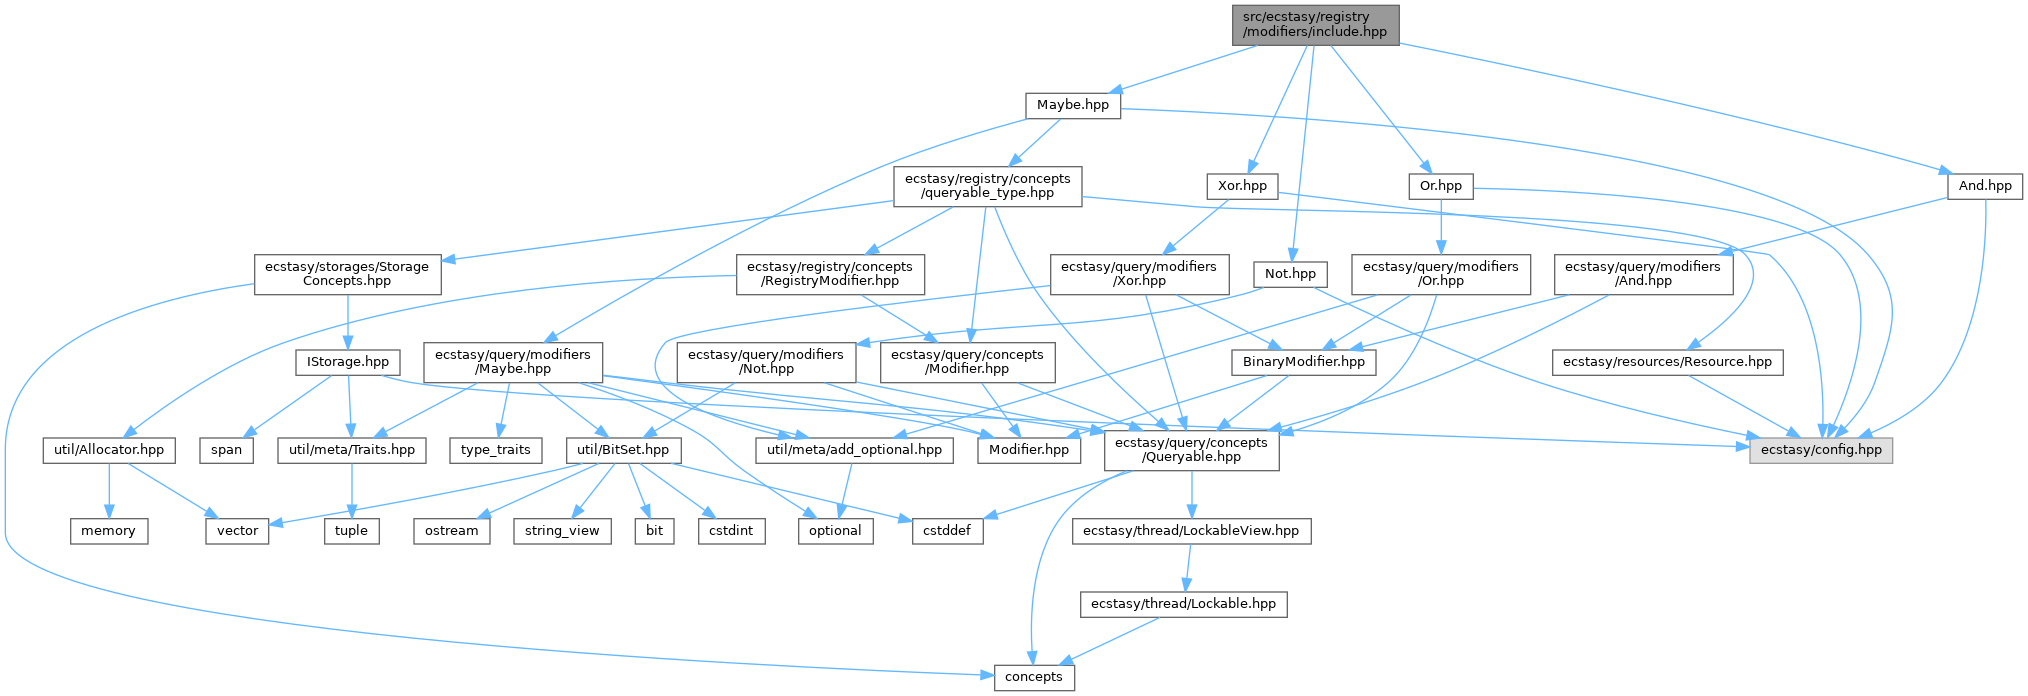 src/ecstasy/registry
/modifiers/include.hpp
Maybe.hpp
ecstasy/registry/concepts
/queryable_type.hpp
Xor.hpp
Or.hpp
And.hpp
ecstasy/storages/Storage
Concepts.hpp
ecstasy/registry/concepts
/RegistryModifier.hpp
ecstasy/query/modifiers
/Xor.hpp
Not.hpp
ecstasy/query/modifiers
/Or.hpp
ecstasy/query/modifiers
/And.hpp
IStorage.hpp
ecstasy/query/modifiers
/Maybe.hpp
ecstasy/query/modifiers
/Not.hpp
ecstasy/query/concepts
/Modifier.hpp
BinaryModifier.hpp
ecstasy/resources/Resource.hpp
util/Allocator.hpp
span
util/meta/Traits.hpp
type_traits
util/BitSet.hpp
util/meta/add_optional.hpp
Modifier.hpp
ecstasy/query/concepts
/Queryable.hpp
ecstasy/config.hpp
memory
vector
tuple
ostream
string_view
bit
cstdint
optional
cstddef
ecstasy/thread/LockableView.hpp
ecstasy/thread/Lockable.hpp
concepts